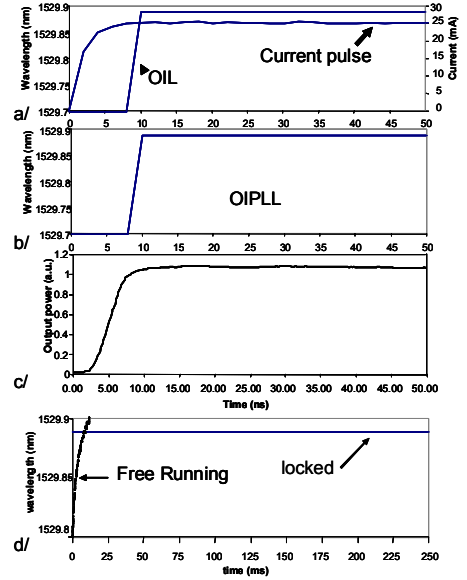 Wavelength (nm)
1529.9
1529.85
1529.8
1529.75
1529.7
0 5 10 15 20 25 30 35 40 45 50
30
25
20
15
10
5
0
Current (mA)
Current pulse
OIL
a/
Wavelength (nm)
1529.9
1529.85
1529.8
1529.75
1529.7
0 5 10 15 20 25 30 35 40 45 50
OIPLL
b/
Output power (a.u.)
1.2
1
0.8
0.6
0.4
0.2
0
0.00 5.00 10.00 15.00 20.00 25.00 30.00 35.00 40.00 45.00 50.00
Time (ns)
c/
wavelength (nm)
1529.9
1529.85
1529.8
0 25 50 75 100 125 150 175 200 225 250
time (ms)
Free Running
locked
d/